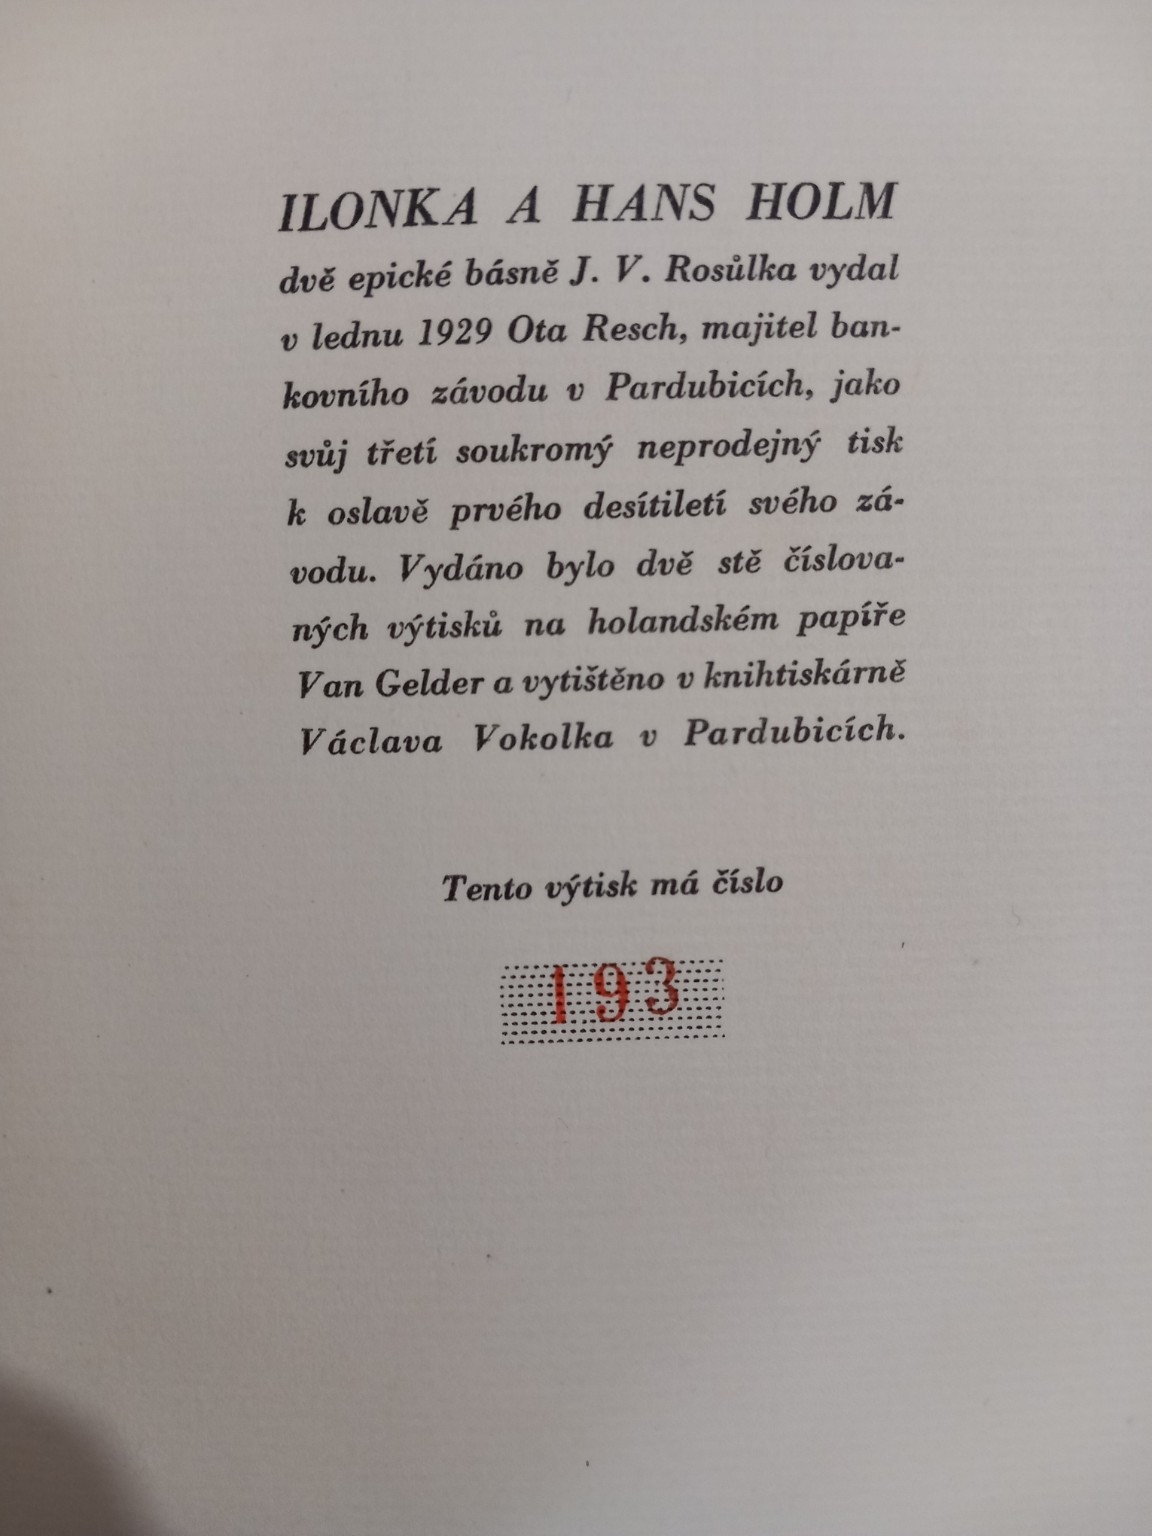 ILONKA A HANS HOLM
dvě epické básně J. V. Rosůlka vydal
v lednu 1929 Ota Resch, majitel ban-
kovního závodu v Pardubicích, jako
svůj třetí soukromý neprodejný tisk
k oslavě prvého desítiletí svého zá-
vodu. Vydáno bylo dvě stě číslova-
ných výtisků na holandském papíře
Van Gelder a vytištěno v knihtiskárně
Václava Vokolka v Pardubicích.
Tento výtisk má číslo
193